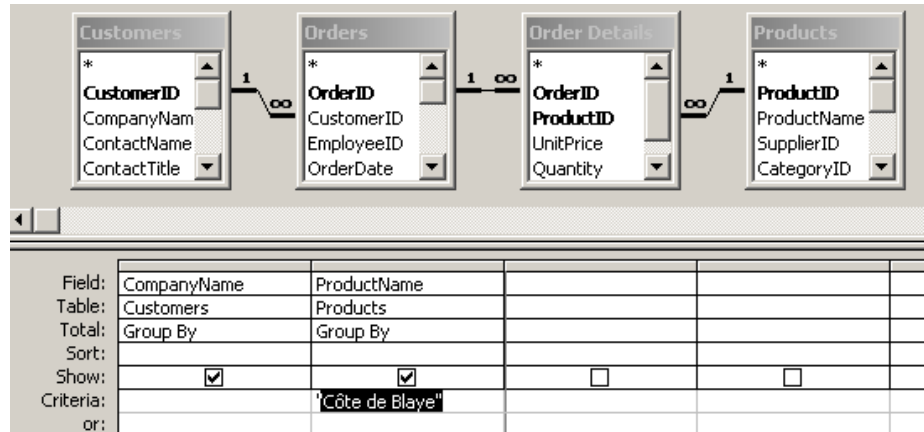 Customers
*
CustomerID
CompanyNam
ContactName
ContactTitle
1
∞
Orders
*
OrderID
CustomerID
EmployeeID
OrderDate
1
∞
Order Details
*
OrderID
ProductID
UnitPrice
Quantity
∞
1
Products
*
ProductID
ProductName
SupplierID
CategoryID
Field: CompanyName ProductName
Table: Customers Products
Total: Group By Group By
Sort:
Show:
Criteria: "Côte de Blaye"
or: